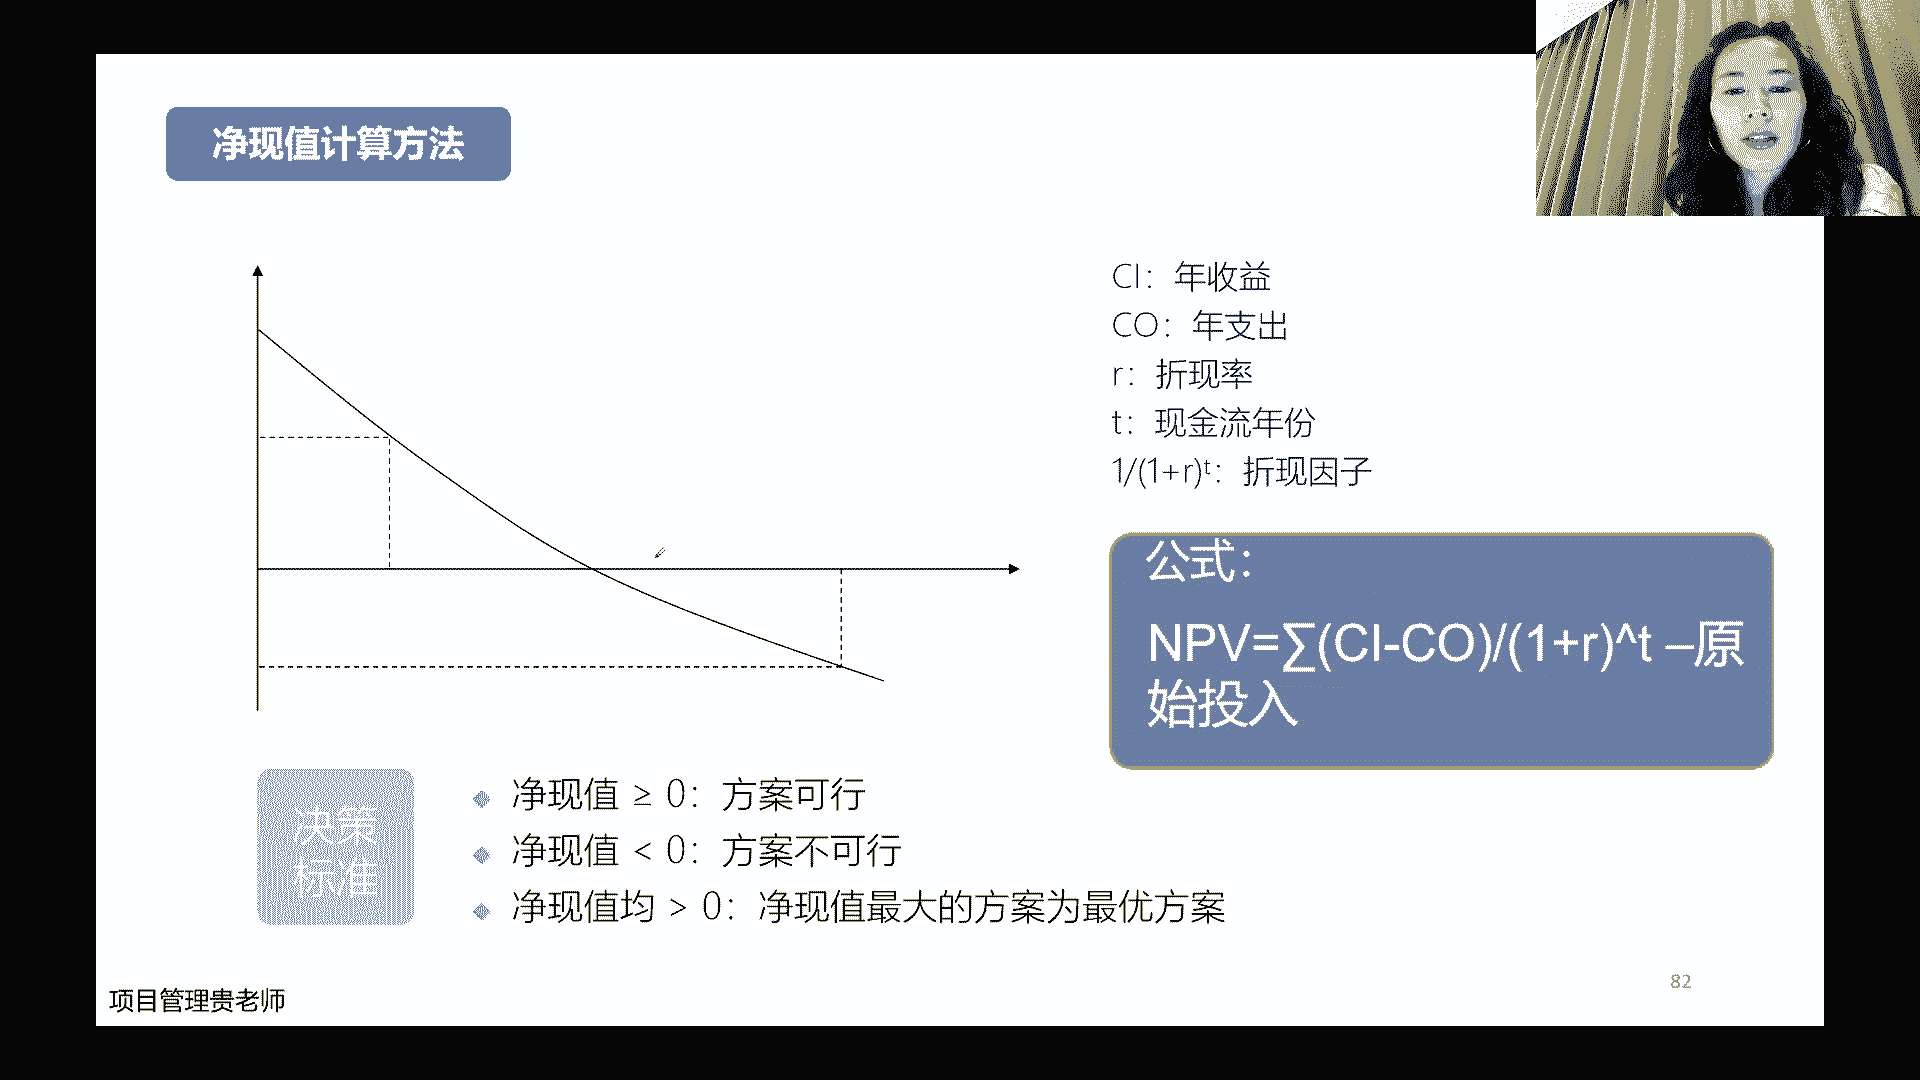 净现值计算方法
CI：年收益
CO：年支出
r：折现率
t：现金流年份
1/(1+r)ᵗ：折现因子
公式：
NPV=∑(CI-CO)/(1+r)^t –原
始投入
决策
标准
净现值 ≥ 0：方案可行
净现值 < 0：方案不可行
净现值均 > 0：净现值最大的方案为最优方案
82
项目管理贵老师